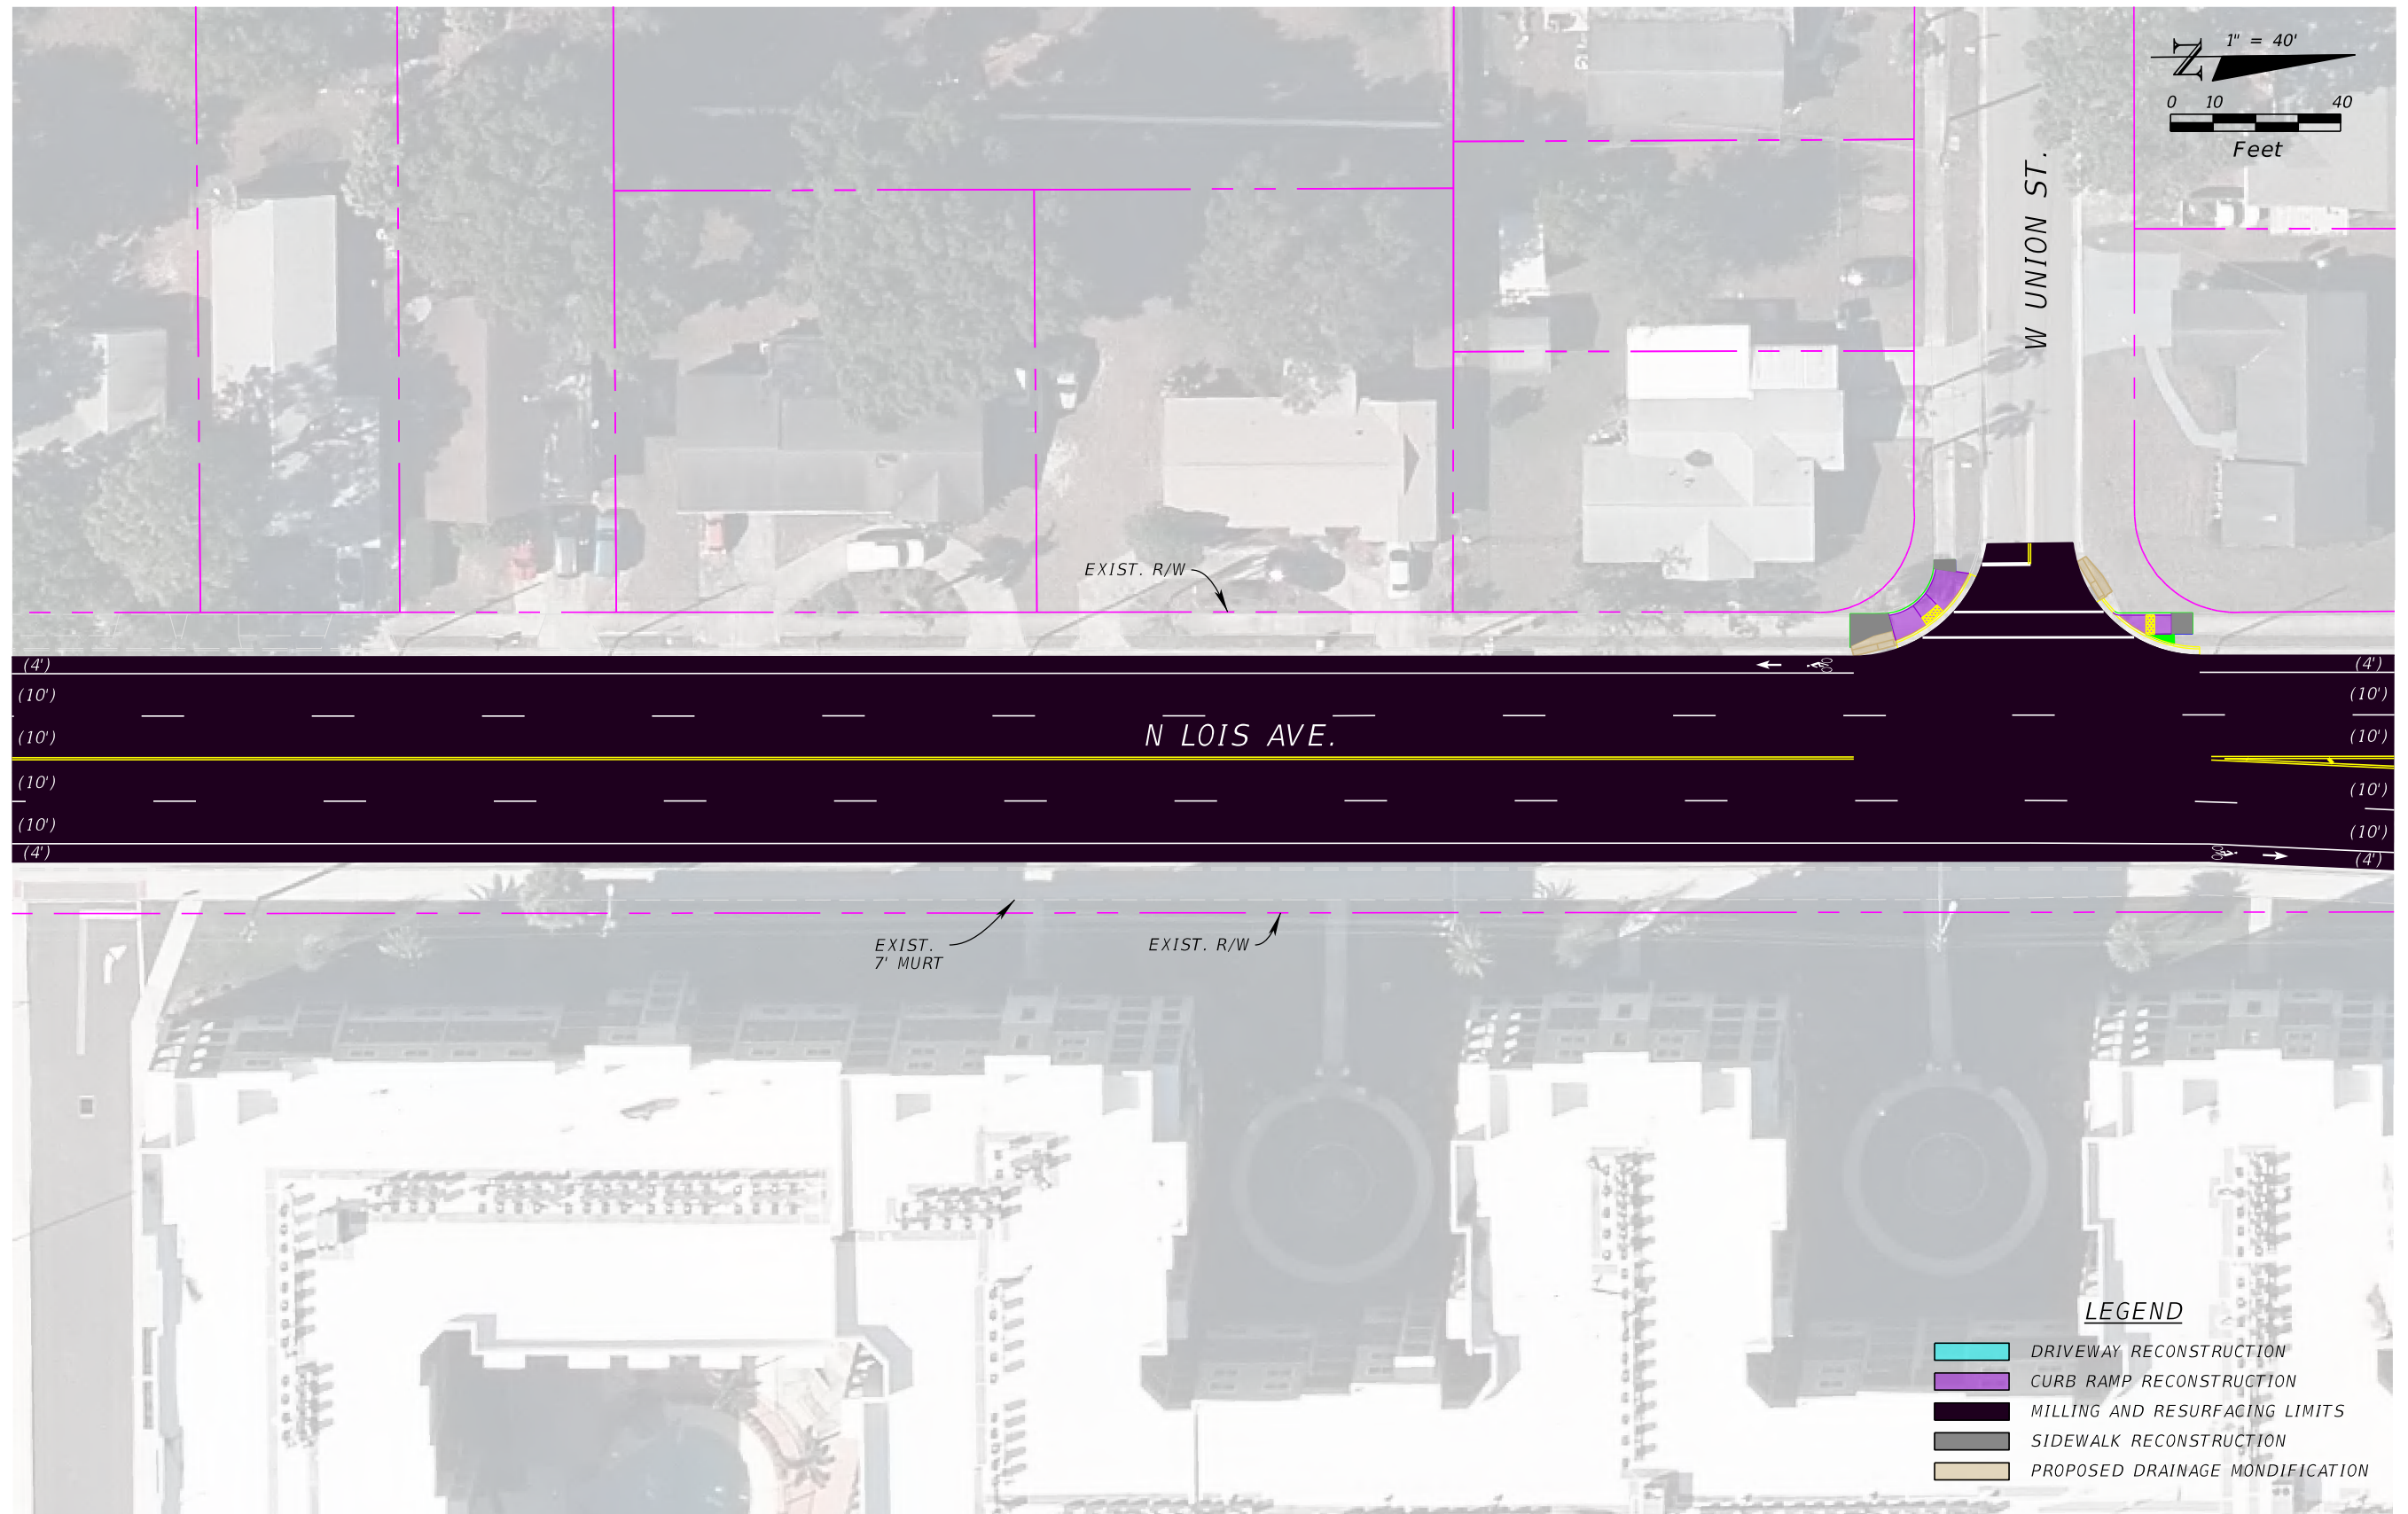 N
1" = 40'
0 10 40
Feet
W UNION ST.
EXIST. R/W
(4')
(4')
(10')
(10')
N LOIS AVE.
(10')
(10')
(10')
(10')
(10')
(10')
(4')
(4')
EXIST.
7' MURT
EXIST. R/W
LEGEND
DRIVEWAY RECONSTRUCTION
CURB RAMP RECONSTRUCTION
MILLING AND RESURFACING LIMITS
SIDEWALK RECONSTRUCTION
PROPOSED DRAINAGE MONDIFICATION